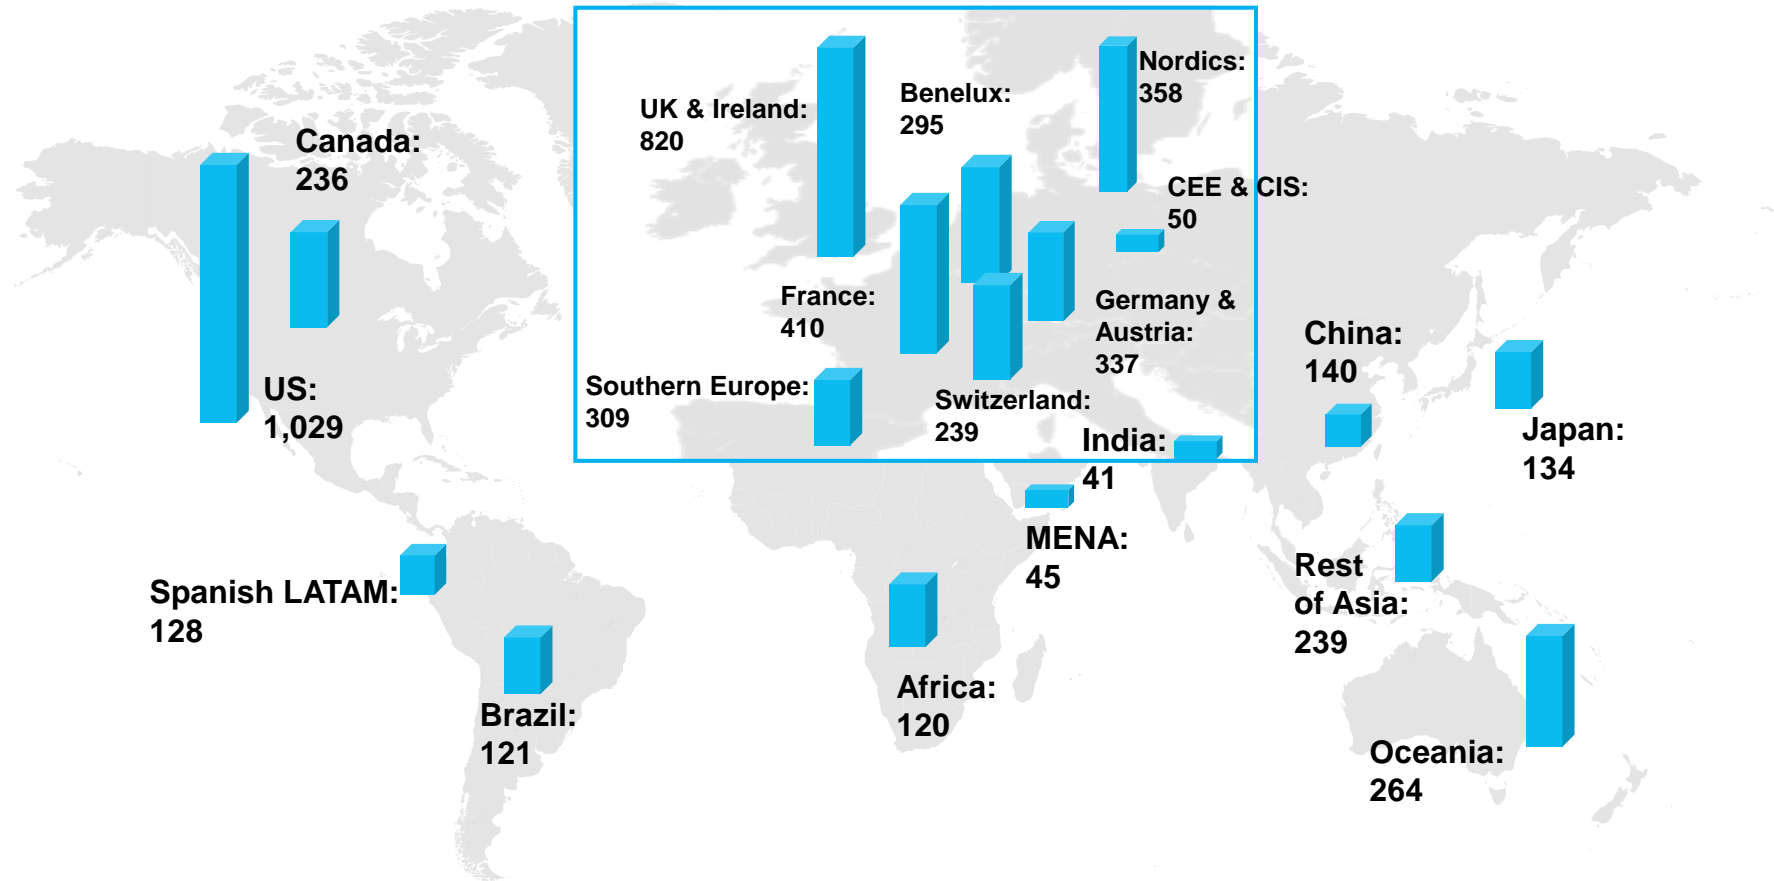 Canada:
236
US:
1,029
UK & Ireland:
820
Benelux:
295
Nordics:
358
CEE & CIS:
50
France:
410
Germany &
Austria:
337
Southern Europe:
309
Switzerland:
239
India:
41
China:
140
Japan:
134
MENA:
45
Spanish LATAM:
128
Brazil:
121
Africa:
120
Rest
of Asia:
239
Oceania:
264